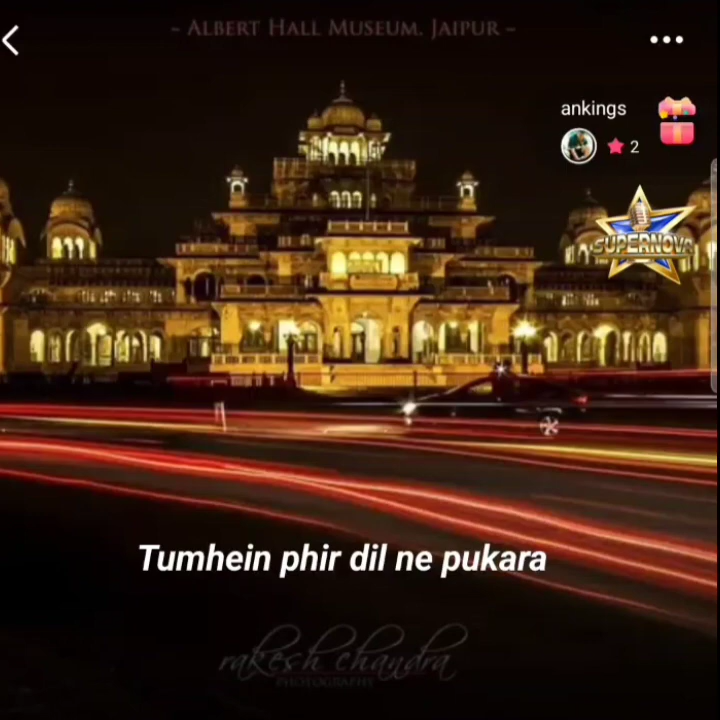 ~ ALBERT HALL MUSEUM. JAIPUR ~
ankings
2
SUPERNOVA
Tumhein phir dil ne pukara
rakesh chandra
PHOTOGRAPHY